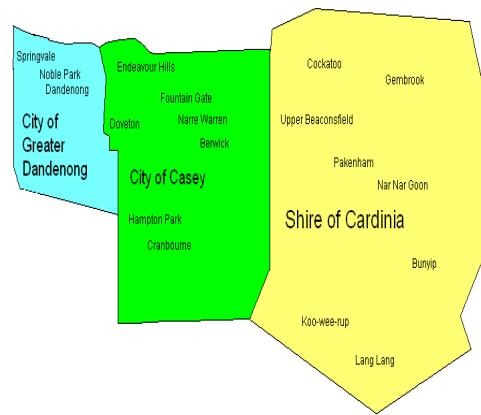 Springvale
Noble Park
Dandenong
City of
Greater
Dandenong
Endeavour Hills
Fountain Gate
Doveton
Narre Warren
Berwick
City of Casey
Hampton Park
Cranbourne
Cockatoo
Gembrook
Upper Beaconsfield
Pakenham
Nar Nar Goon
Shire of Cardinia
Bunyip
Koo-wee-rup
Lang Lang